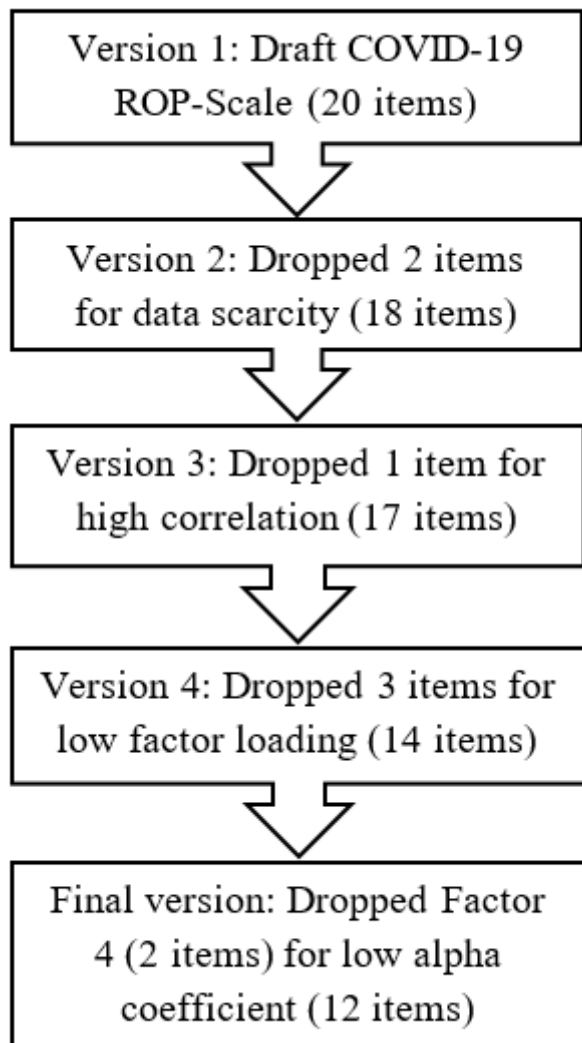 Version 1: Draft COVID-19
ROP-Scale (20 items)
Version 2: Dropped 2 items
for data scarcity (18 items)
Version 3: Dropped 1 item for
high correlation (17 items)
Version 4: Dropped 3 items for
low factor loading (14 items)
Final version: Dropped Factor
4 (2 items) for low alpha
coefficient (12 items)